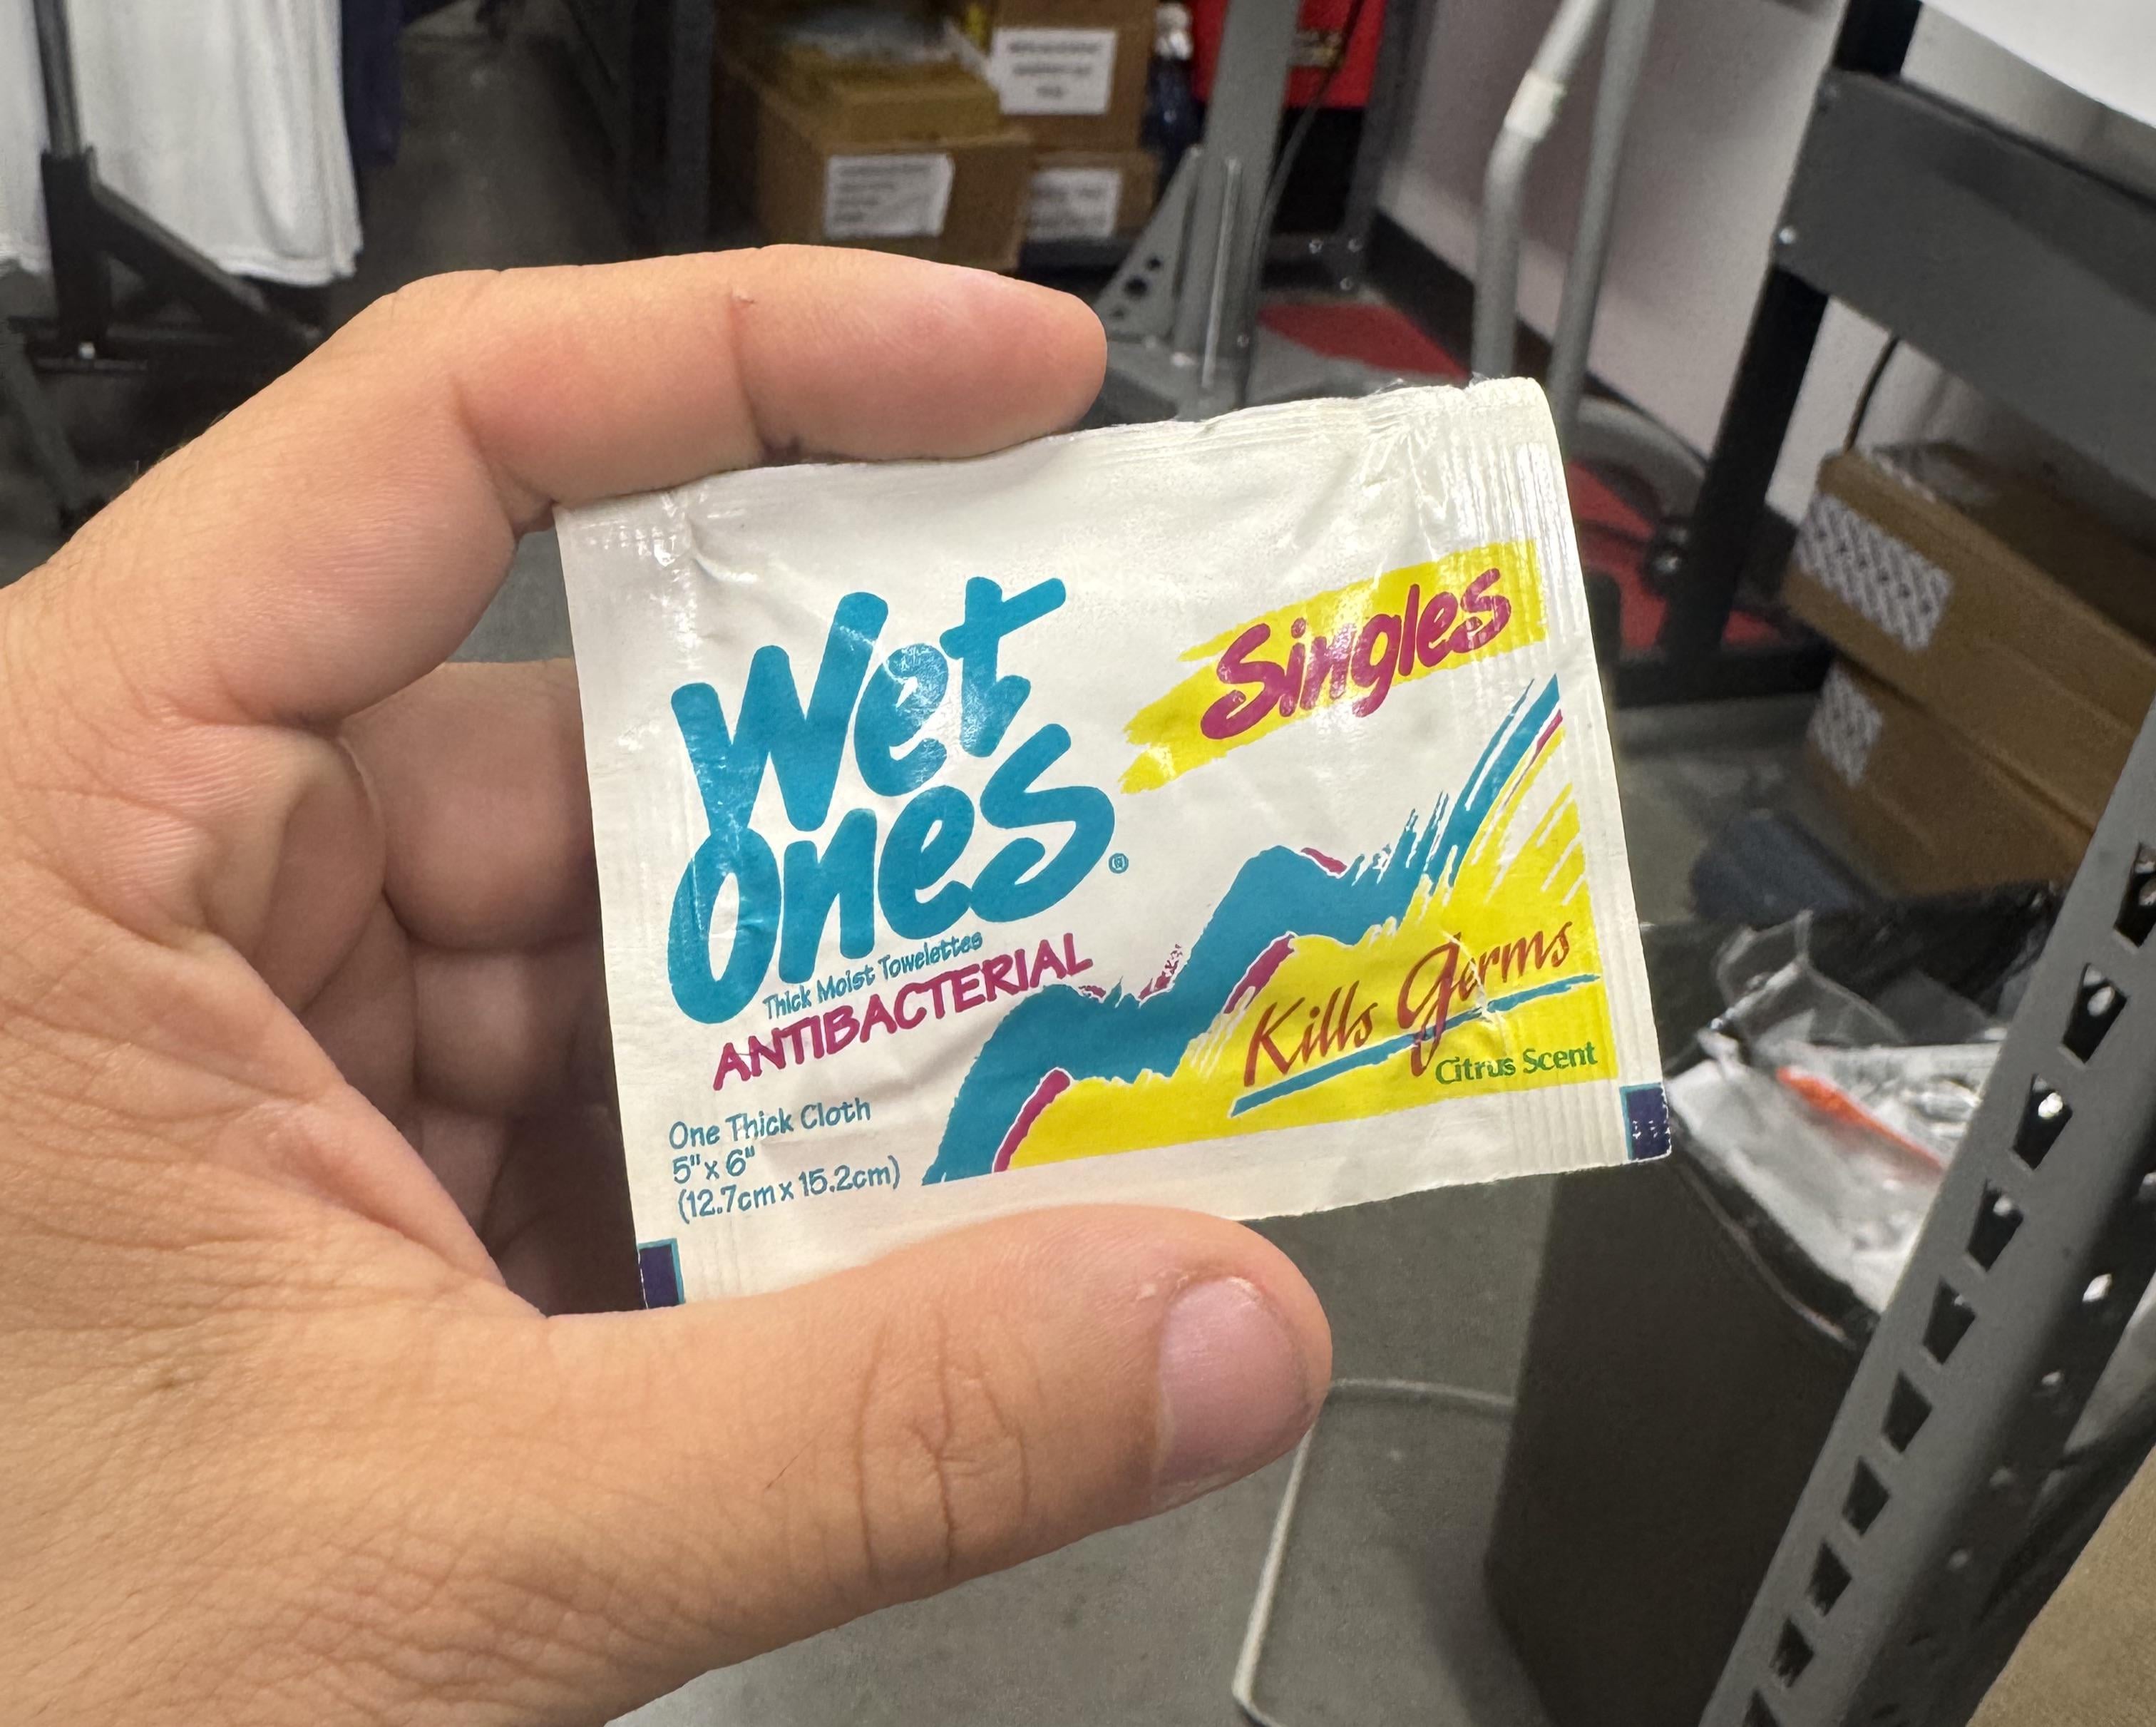 Wet
Ones®
Thick Moist Towelettes
ANTIBACTERIAL
One Thick Cloth
5"x 6"
(12.7cm x 15.2cm)
Singles
Kills Germs
Citrus Scent